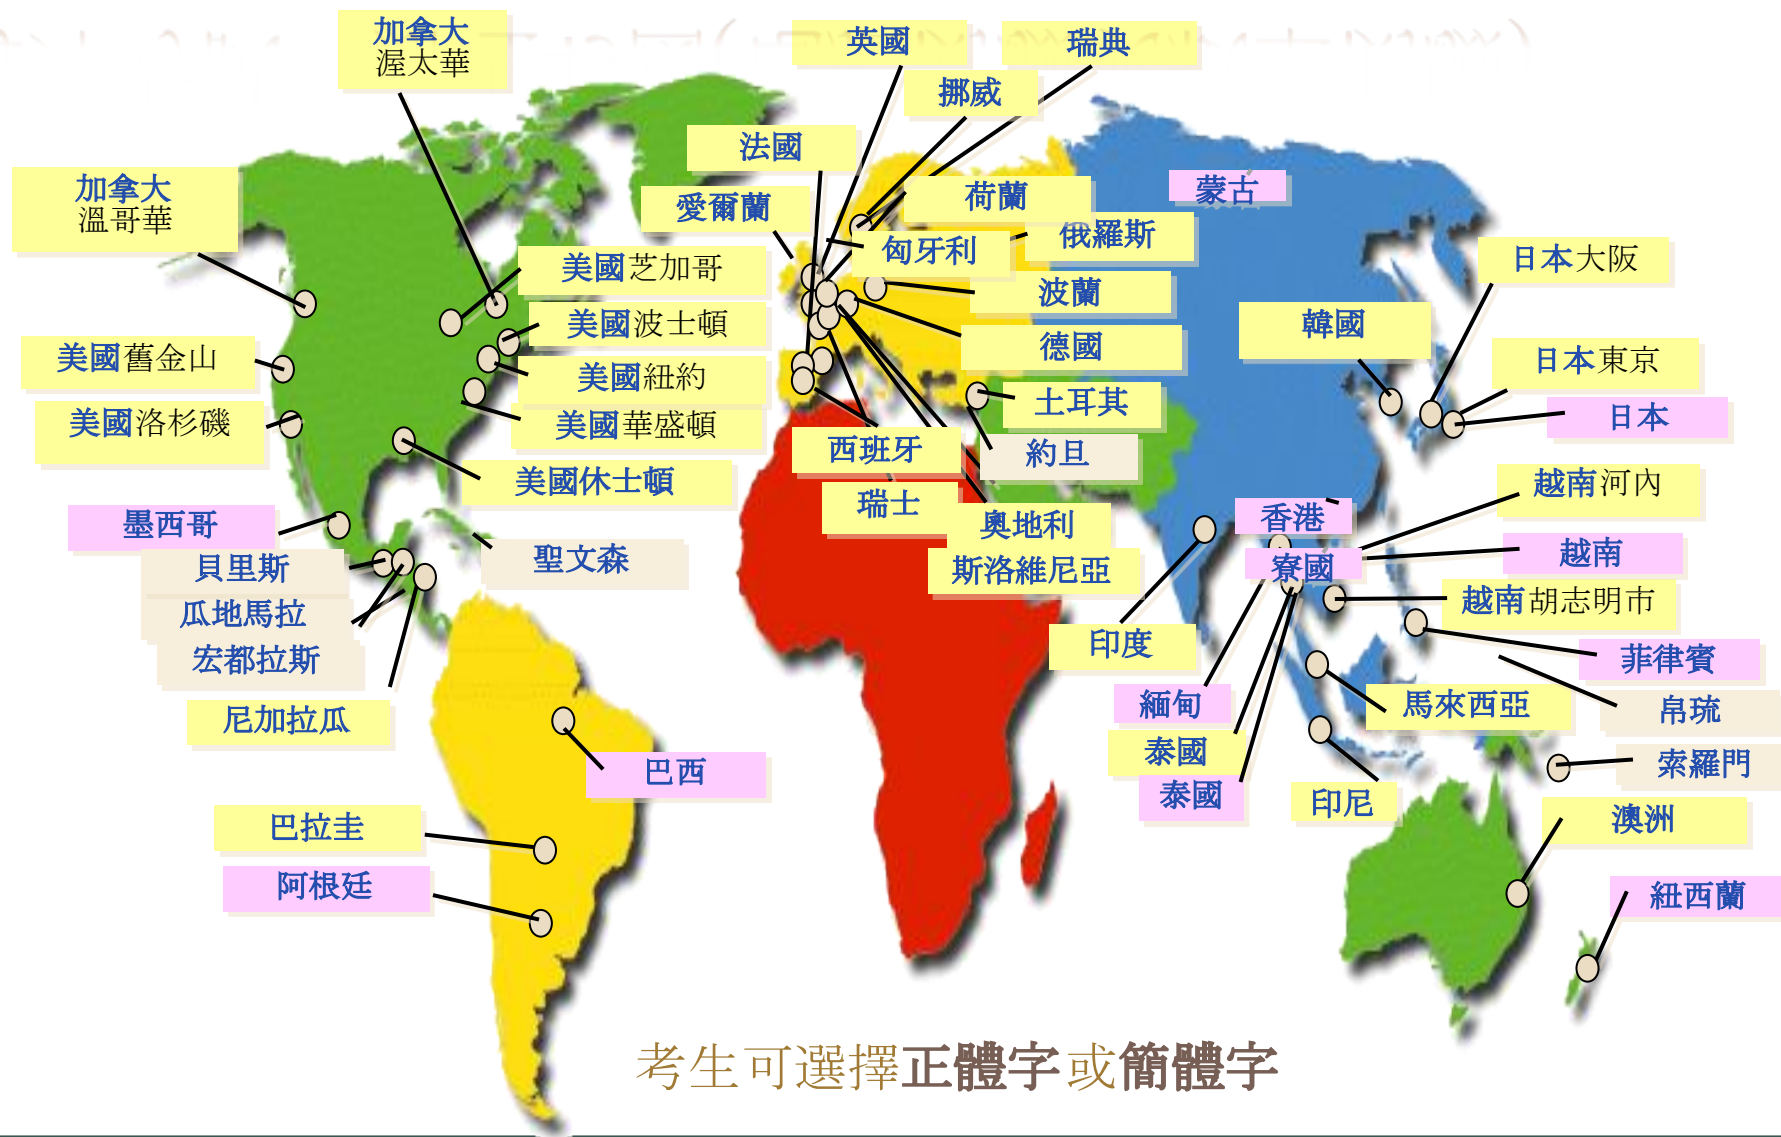 加拿大
渥太華
英國
瑞典
挪威
法國
加拿大
溫哥華
愛爾蘭
荷蘭
蒙古
俄羅斯
匈牙利
美國芝加哥
日本大阪
波蘭
美國波士頓
韓國
德國
美國舊金山
日本東京
美國紐約
土耳其
美國洛杉磯
美國華盛頓
日本
西班牙
約旦
美國休士頓
越南河內
瑞士
墨西哥
奧地利
香港
聖文森
越南
貝里斯
斯洛維尼亞
寮國
瓜地馬拉
越南胡志明市
印度
宏都拉斯
菲律賓
緬甸
馬來西亞
帛琉
尼加拉瓜
泰國
巴西
索羅門
泰國
印尼
巴拉圭
澳洲
阿根廷
紐西蘭
考生可選擇正體字或簡體字